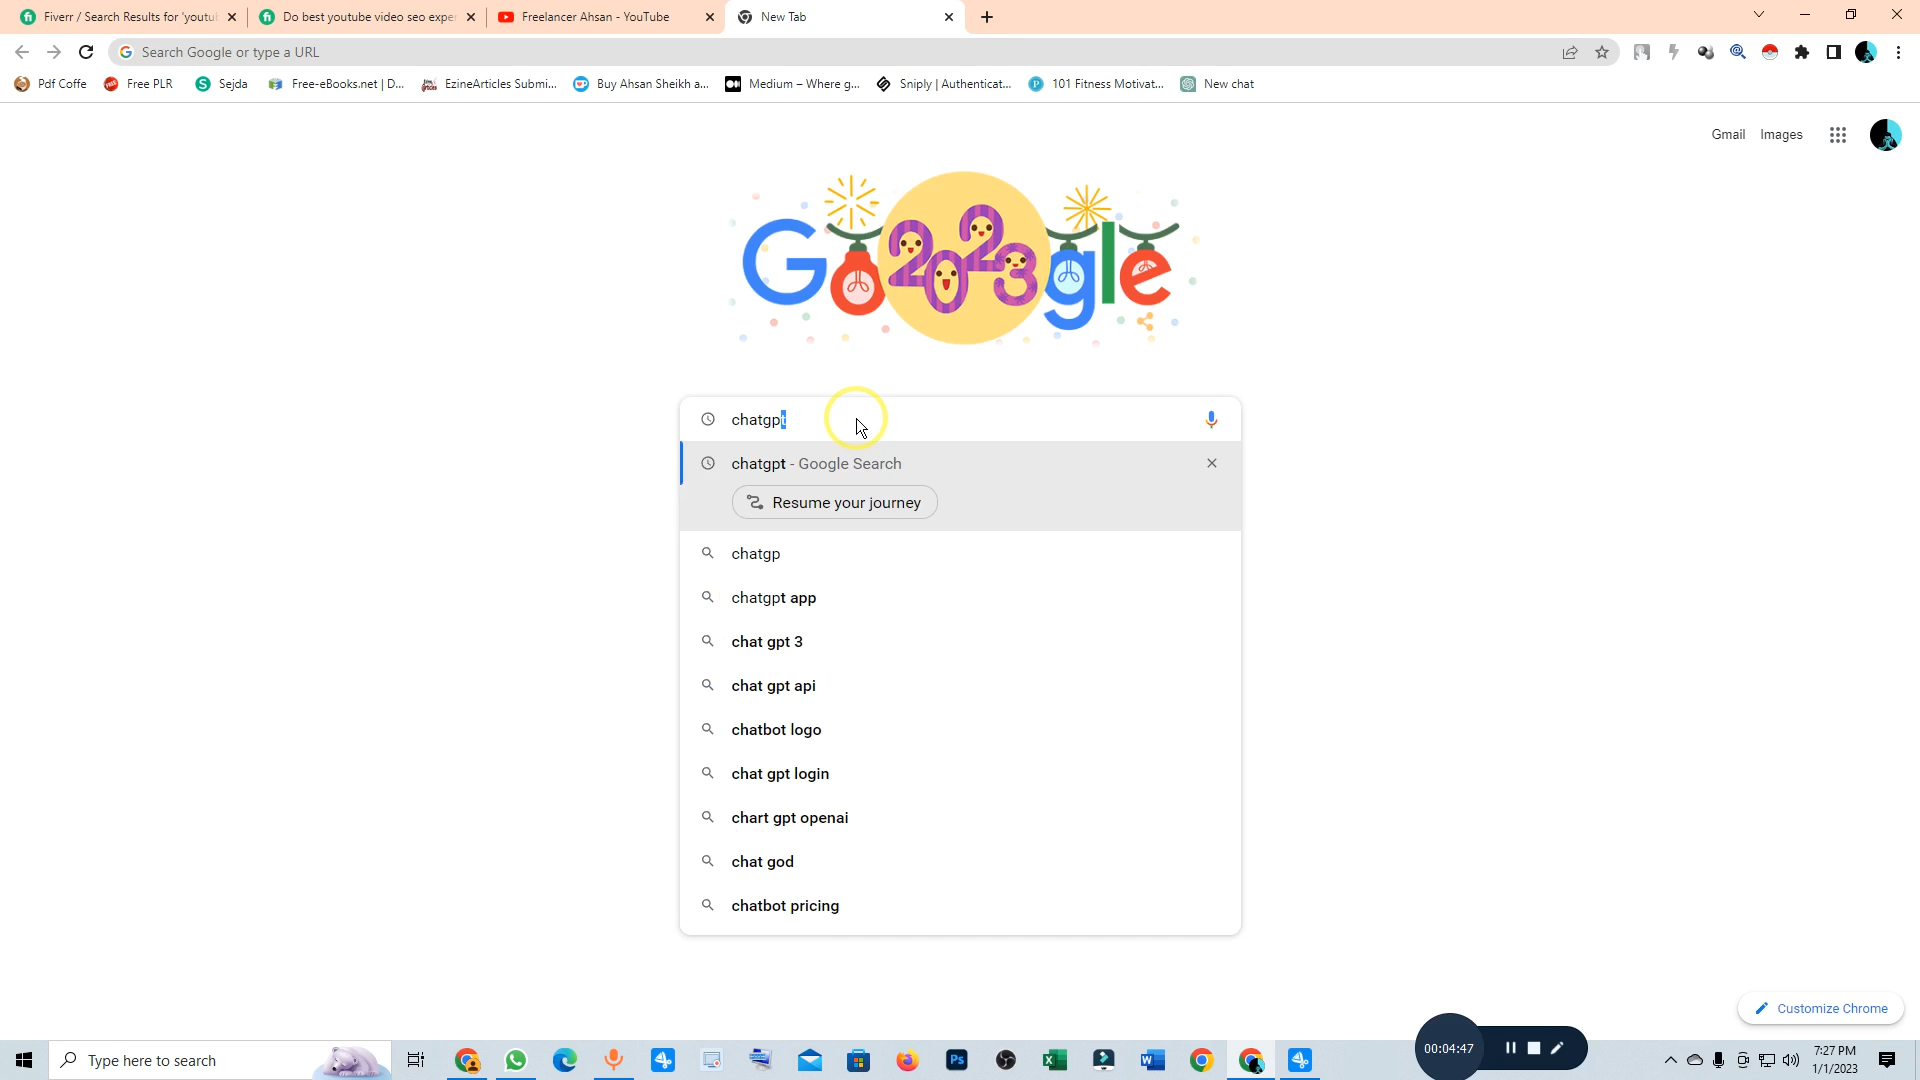 Fiverr / Search Results for 'youtu
Do best youtube video seo exper
Freelancer Ahsan - YouTube
New Tab
Search Google or type a URL
Pdf Coffe
Free PLR
Sejda
Free-eBooks.net | D...
EzineArticles Submi...
Buy Ahsan Sheikh a...
Medium – Where g...
Sniply | Authenticat...
101 Fitness Motivat...
New chat
Gmail
Images
Go2023gle
chatgpt
chatgpt - Google Search
Resume your journey
chatgp
chatgpt app
chat gpt 3
chat gpt api
chatbot logo
chat gpt login
chart gpt openai
chat god
chatbot pricing
Customize Chrome
Type here to search
Ps
00:04:47
7:27 PM
1/1/2023